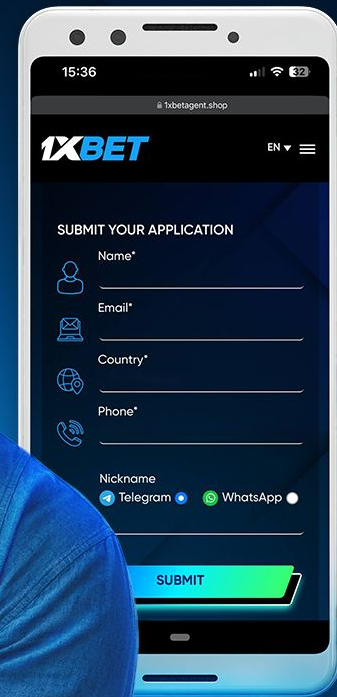 15:36
32
1xbetagent.shop
1XBET
EN
SUBMIT YOUR APPLICATION
Name*
Email*
Country*
Phone*
Nickname
Telegram WhatsApp
SUBMIT